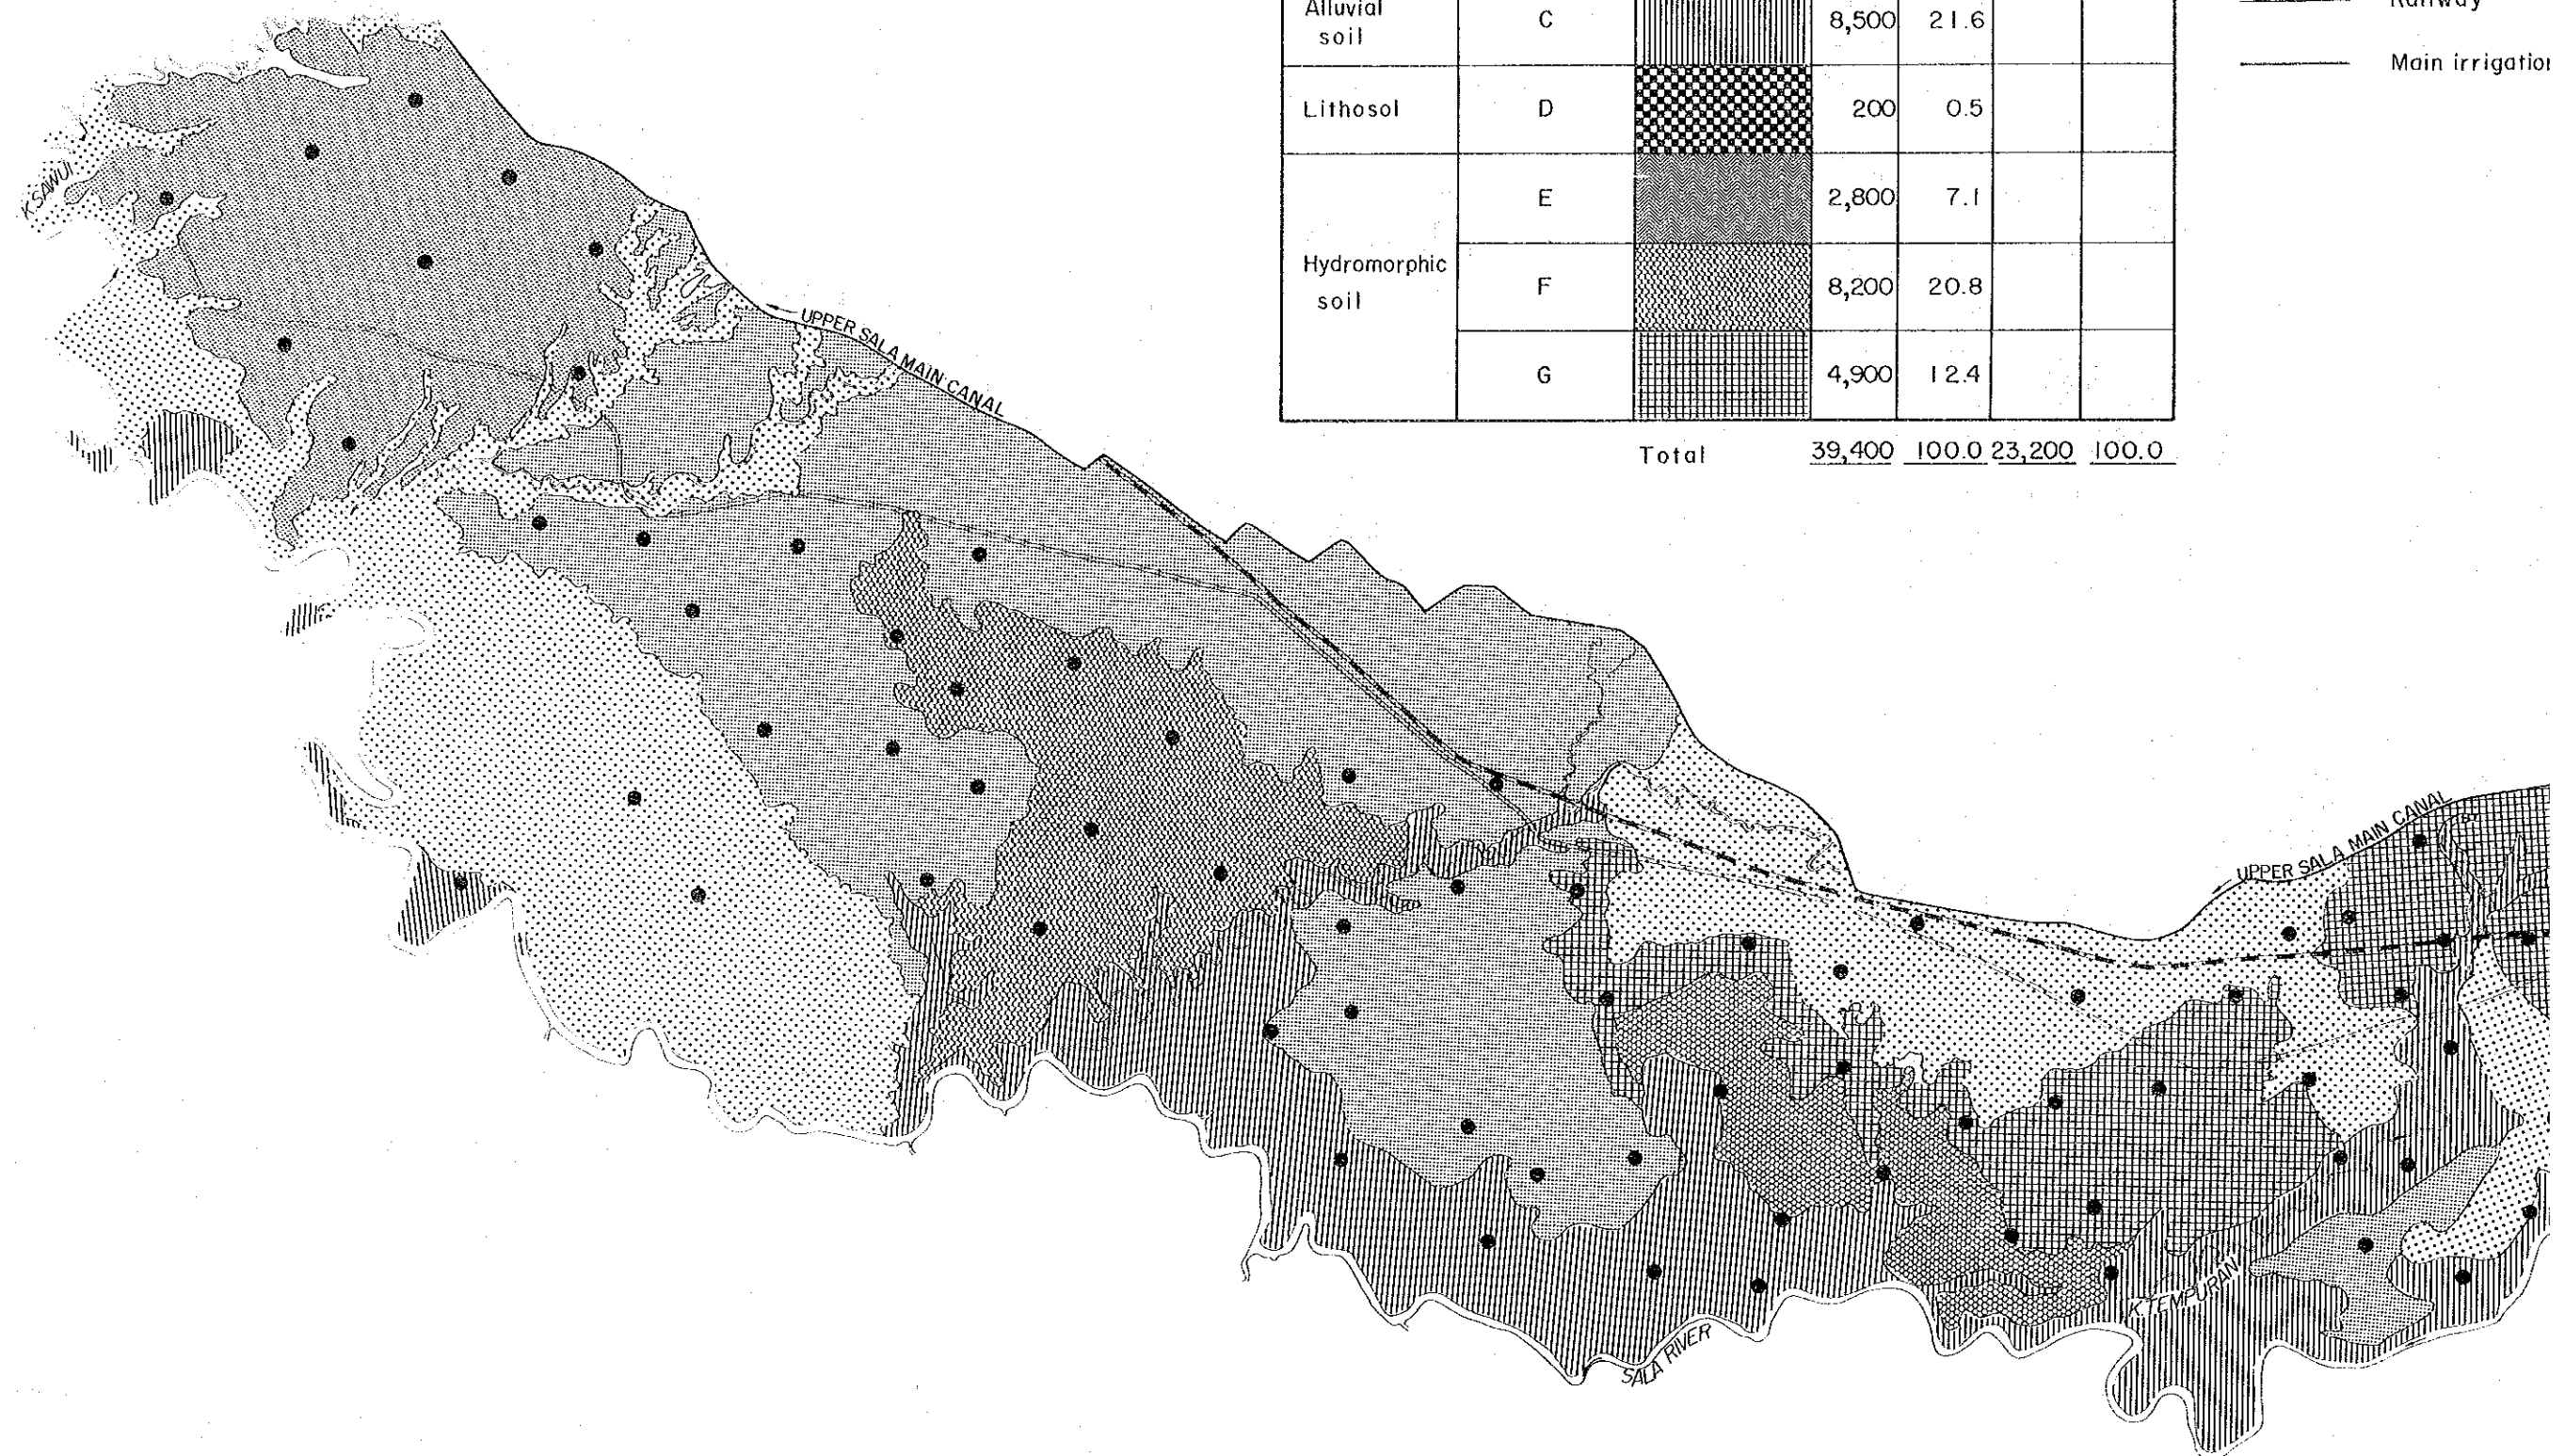 Alluvial
soil
C
8,500
21.6
Railway
Main irrigation
Lithosol
D
200
0.5
E
2,800
7.1
Hydromorphic
soil
F
8,200
20.8
G
4,900
12.4
Total
39,400
100.0
23,200
100.0
K.SAWUI
UPPER SALA MAIN CANAL
UPPER SALA MAIN CANAL
K.TEMPURAN
SALA RIVER